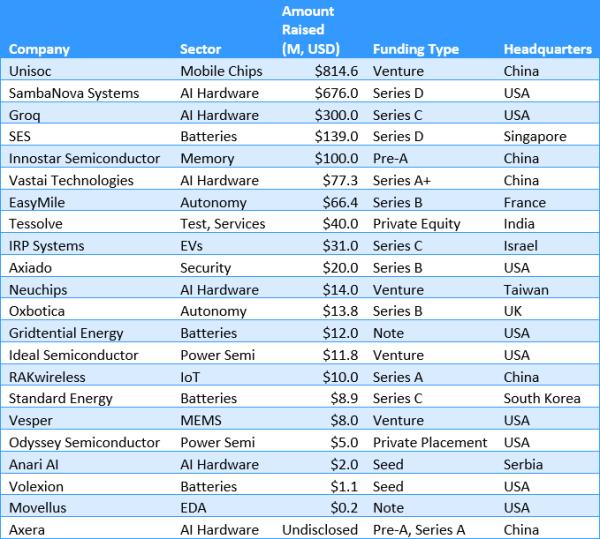 Company Sector Amount Raised (M, USD) Funding Type Headquarters
Unisoc Mobile Chips $814.6 Venture China
SambaNova Systems AI Hardware $676.0 Series D USA
Groq AI Hardware $300.0 Series C USA
SES Batteries $139.0 Series D Singapore
Innostar Semiconductor Memory $100.0 Pre-A China
Vastai Technologies AI Hardware $77.3 Series A+ China
EasyMile Autonomy $66.4 Series B France
Tessolve Test, Services $40.0 Private Equity India
IRP Systems EVs $31.0 Series C Israel
Axiado Security $20.0 Series B USA
Neuchips AI Hardware $14.0 Venture Taiwan
Oxbotica Autonomy $13.8 Series B UK
Gridtential Energy Batteries $12.0 Note USA
Ideal Semiconductor Power Semi $11.8 Venture USA
RAKwireless IoT $10.0 Series A China
Standard Energy Batteries $8.9 Series C South Korea
Vesper MEMS $8.0 Venture USA
Odyssey Semiconductor Power Semi $5.0 Private Placement USA
Anari AI AI Hardware $2.0 Seed Serbia
Volexion Batteries $1.1 Seed USA
Movellus EDA $0.2 Note USA
Axera AI Hardware Undisclosed Pre-A, Series A China